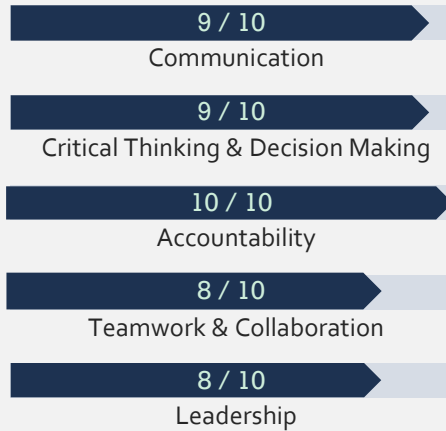 9 / 10
Communication
9 / 10
Critical Thinking & Decision Making
10 / 10
Accountability
8 / 10
Teamwork & Collaboration
8 / 10
Leadership